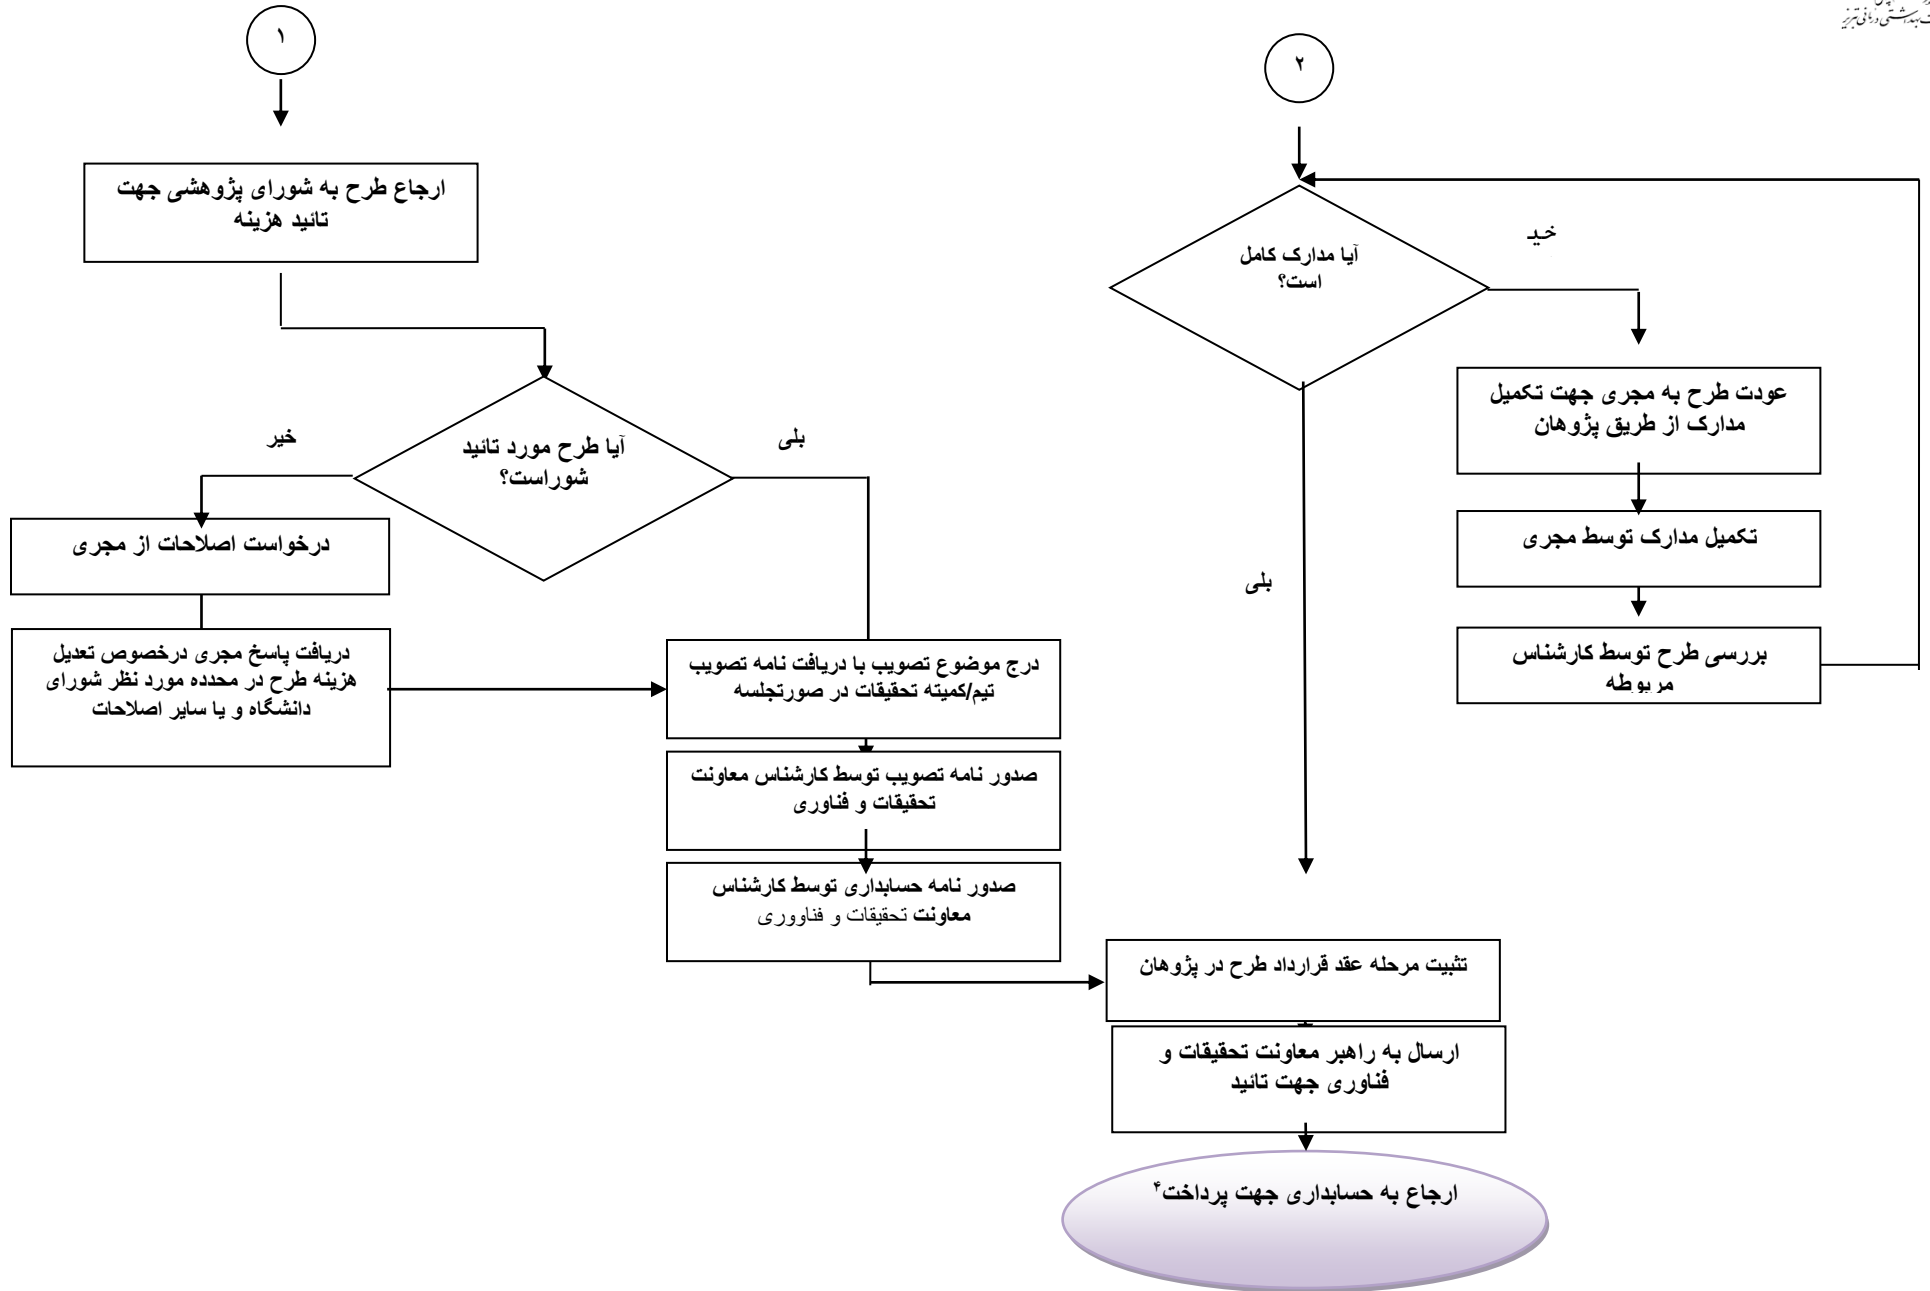 بهداشتی درمانی تبریز
۱
ارجاع طرح به شورای پژوهشی جهت
تائید هزینه
آیا طرح مورد تائید
شوراست؟
خیر
بلی
درخواست اصلاحات از مجری
دریافت پاسخ مجری درخصوص تعدیل
هزینه طرح در محدده مورد نظر شورای
دانشگاه و یا سایر اصلاحات
درج موضوع تصویب با دریافت نامه تصویب
تیم/کمیته تحقیقات در صورتجلسه
صدور نامه تصویب توسط کارشناس معاونت
تحقیقات و فناوری
صدور نامه حسابداری توسط کارشناس
معاونت تحقیقات و فناووری
۲
آیا مدارک کامل
است؟
خیر
بلی
عودت طرح به مجری جهت تکمیل
مدارک از طریق پژوهان
تکمیل مدارک توسط مجری
بررسی طرح توسط کارشناس
مربوطه
تثبیت مرحله عقد قرارداد طرح در پژوهان
ارسال به راهبر معاونت تحقیقات و
فناوری جهت تائید
ارجاع به حسابداری جهت پرداخت۴